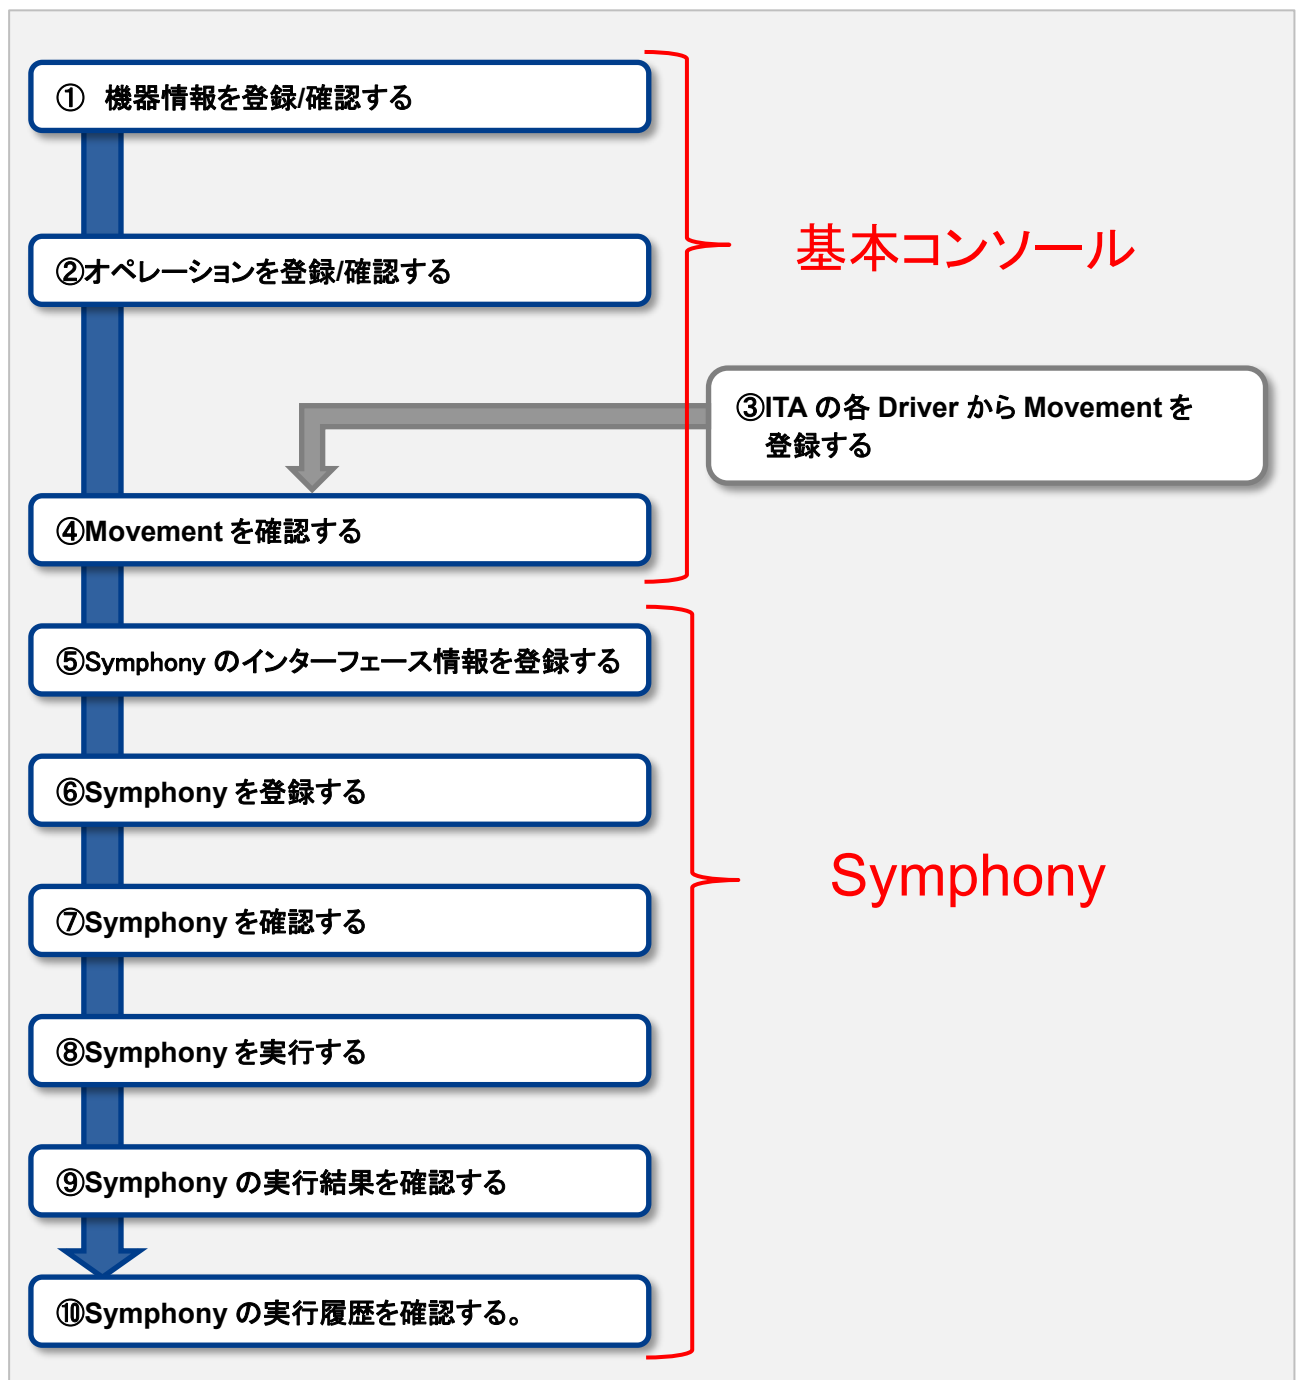 ① 機器情報を登録/確認する
②オペレーションを登録/確認する
基本コンソール
③ITA の各 Driver から Movement を
登録する
④Movement を確認する
⑤Symphony のインターフェース情報を登録する
⑥Symphony を登録する
⑦Symphony を確認する
Symphony
⑧Symphony を実行する
⑨Symphony の実行結果を確認する
⑩Symphony の実行履歴を確認する。